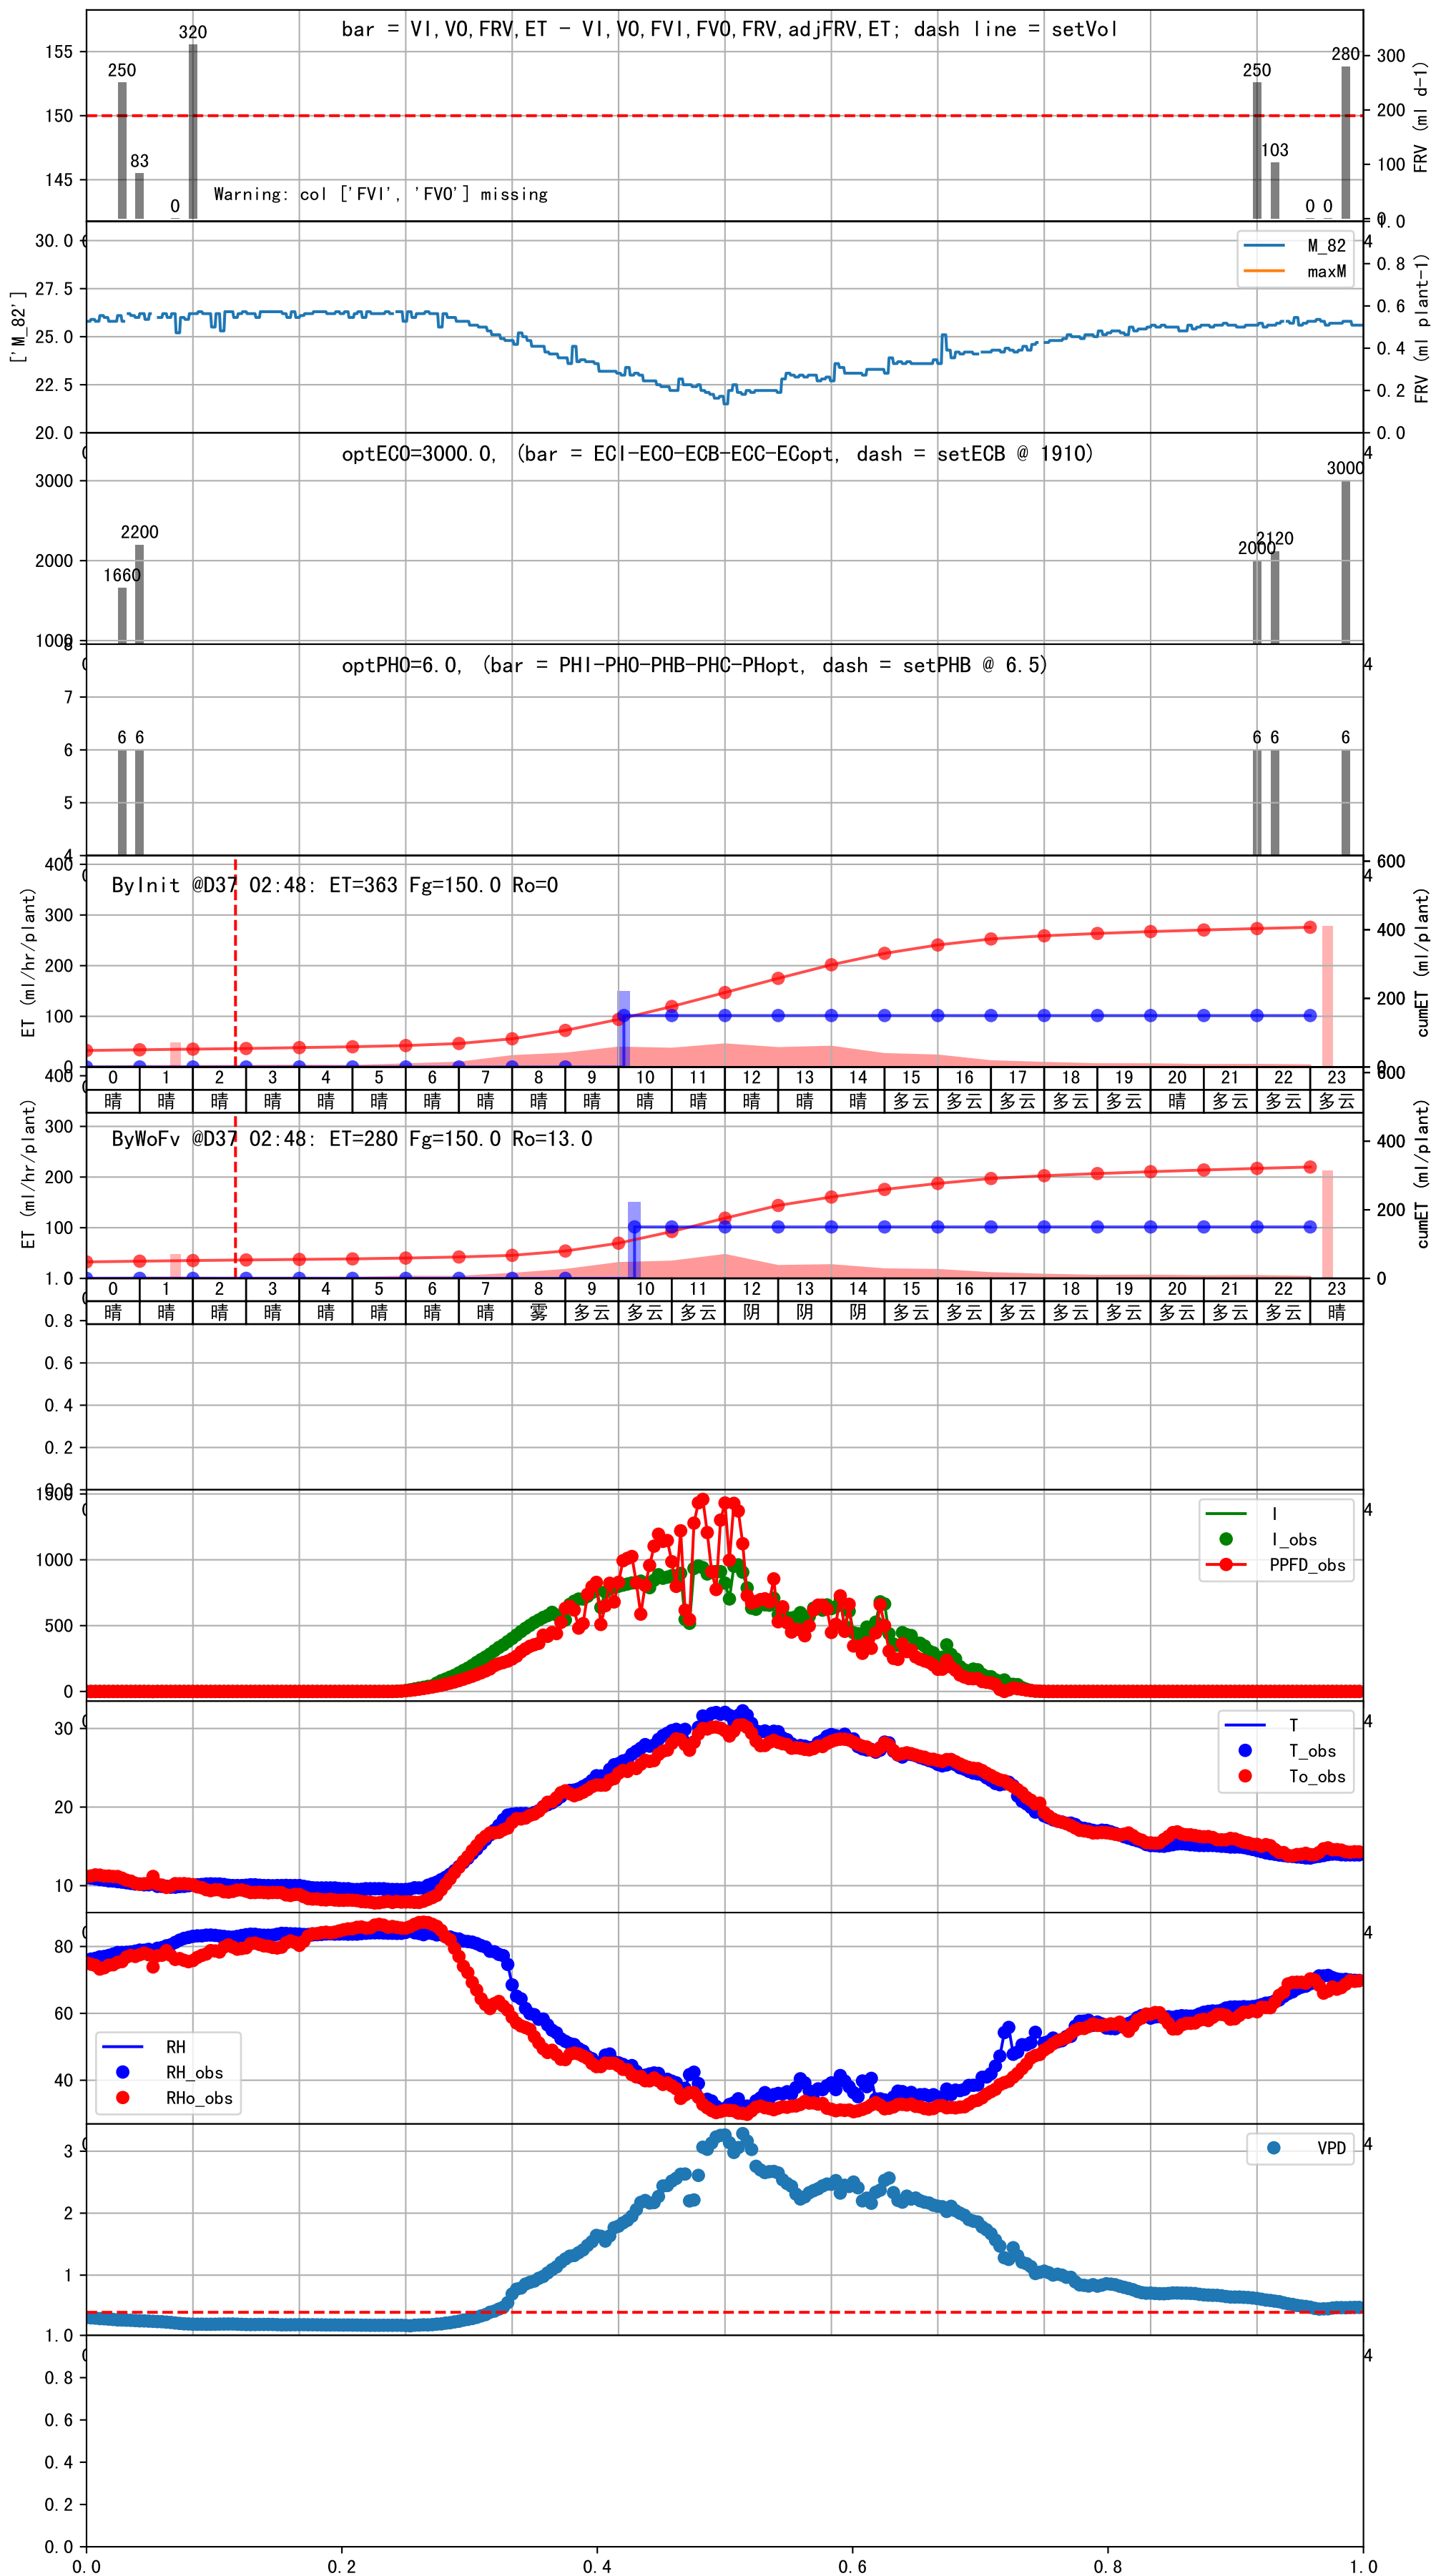 bar = VI,VO,FRV,ET - VI,VO,FVI,FVO,FRV,adjFRV,ET; dash line = setVol
155
150
145
250
83
0
320
250
103
0
0
280
Warning: col ['FVI', 'FVO'] missing
300
200
100
0
FRV (ml d-1)
30.0
27.5
25.0
22.5
20.0
['M_82']
M_82
maxM
1.0
0.8
0.6
0.4
0.2
0.0
FRV (ml plant-1)
optECO=3000.0, (bar = ECI-ECO-ECB-ECC-ECopt, dash = setECB @ 1910)
3000
2000
1000
1660
2200
2000
2120
3000
optPHO=6.0, (bar = PHI-PHO-PHB-PHC-PHopt, dash = setPHB @ 6.5)
8
7
6
5
4
6 6
6 6
6
ByInit @D37 02:48: ET=363 Fg=150.0 Ro=0
400
300
200
100
0
ET (ml/hr/plant)
600
400
200
0
cumET (ml/plant)
0 1 2 3 4 5 6 7 8 9 10 11 12 13 14 15 16 17 18 19 20 21 22 23
晴 晴 晴 晴 晴 晴 晴 晴 晴 晴 晴 晴 晴 晴 晴 多云 多云 多云 多云 多云 晴 多云 多云 多云
ByWoFv @D37 02:48: ET=280 Fg=150.0 Ro=13.0
400
300
200
100
ET (ml/hr/plant)
600
400
200
0
cumET (ml/plant)
0 1 2 3 4 5 6 7 8 9 10 11 12 13 14 15 16 17 18 19 20 21 22 23
晴 晴 晴 晴 晴 晴 晴 晴 雾 多云 多云 多云 阴 阴 阴 多云 多云 多云 多云 多云 多云 多云 多云 晴
1.0
0.8
0.6
0.4
0.2
0.0
1500
1000
500
0
I
I_obs
PPFD_obs
30
20
10
T
T_obs
To_obs
80
60
40
RH
RH_obs
RHo_obs
3
2
1
VPD
1.0
0.8
0.6
0.4
0.2
0.0
0.0 0.2 0.4 0.6 0.8 1.0